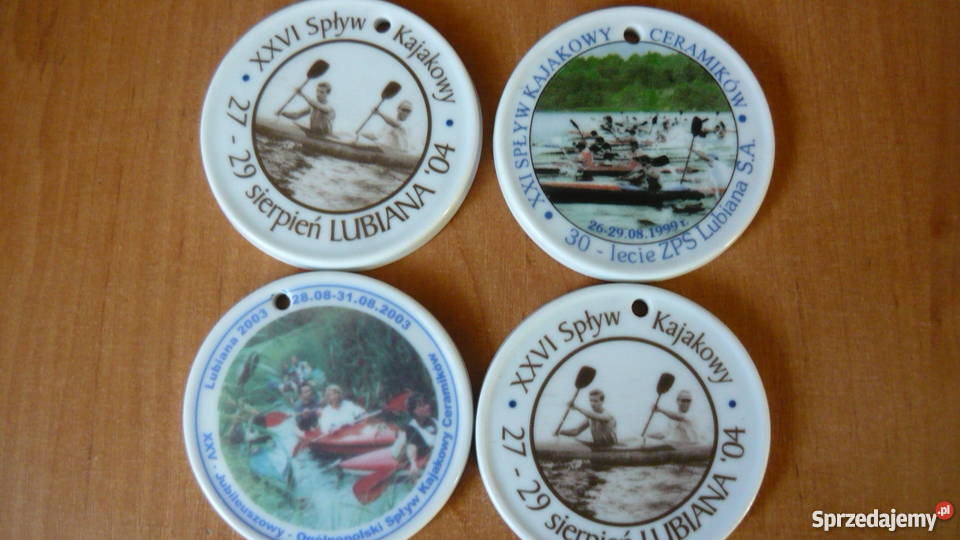 XXVI Spływ Kajakowy
27 - 29 sierpień LUBIANA '04
XXI SPŁYW KAJAKOWY CERAMIKÓW
26-29.08.1999 r.
30 - lecie ZPS Lubiana S.A.
Lubiana 2003
28.08-31.08.2003
XXV - Jubileuszowy - Ogólnopolski Spływ Kajakowy Ceramików
XXVI Spływ Kajakowy
27 - 29 sierpień LUBIANA '04
Sprzedajemy.pl